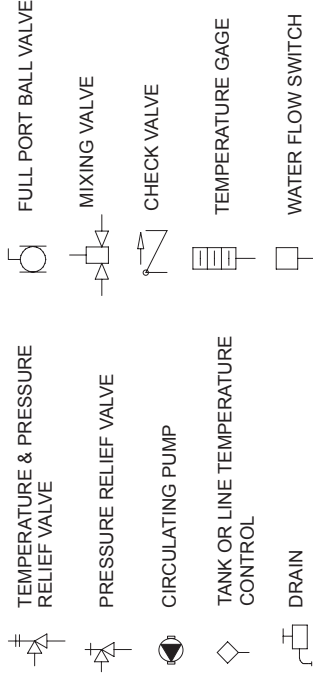 TEMPERATURE & PRESSURE
RELIEF VALVE
PRESSURE RELIEF VALVE
CIRCULATING PUMP
TANK OR LINE TEMPERATURE
CONTROL
DRAIN
FULL PORT BALL VALVE
MIXING VALVE
CHECK VALVE
TEMPERATURE GAGE
WATER FLOW SWITCH